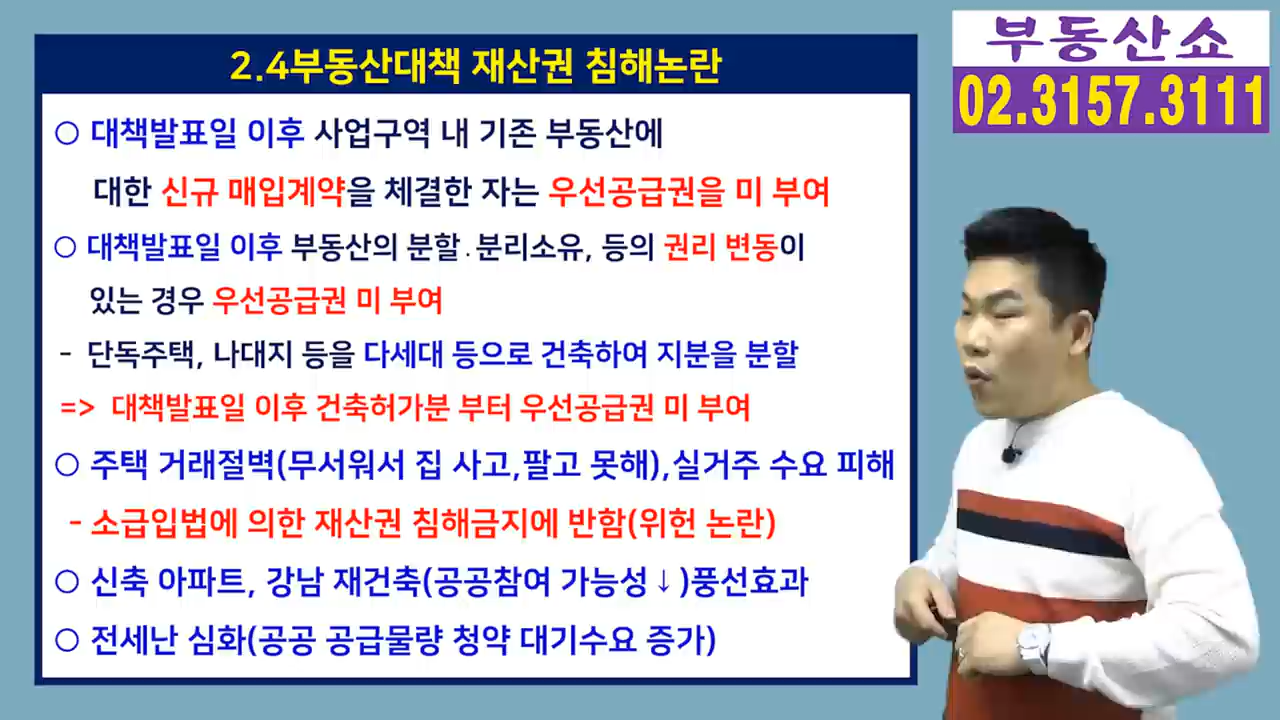 2.4부동산대책 재산권 침해논란
부동산쇼
02.3157.3111
○ 대책발표일 이후 사업구역 내 기존 부동산에
대한 신규 매입계약을 체결한 자는 우선공급권을 미 부여
○ 대책발표일 이후 부동산의 분할.분리소유, 등의 권리 변동이
있는 경우 우선공급권 미 부여
- 단독주택, 나대지 등을 다세대 등으로 건축하여 지분을 분할
=> 대책발표일 이후 건축허가분 부터 우선공급권 미 부여
○ 주택 거래절벽(무서워서 집 사고,팔고 못해),실거주 수요 피해
- 소급입법에 의한 재산권 침해금지에 반함(위헌 논란)
○ 신축 아파트, 강남 재건축(공공참여 가능성↓)풍선효과
○ 전세난 심화(공공 공급물량 청약 대기수요 증가)